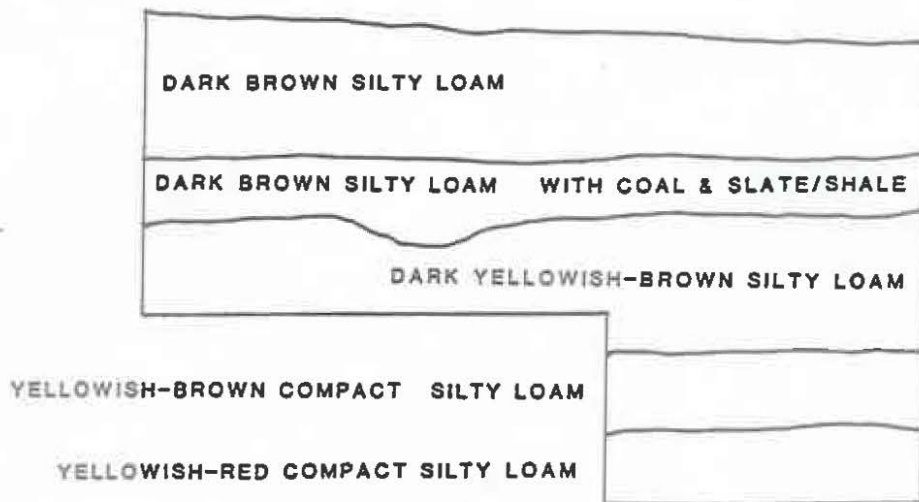 DARK BROWN SILTY LOAM
DARK BROWN SILTY LOAM WITH COAL & SLATE/SHALE
DARK YELLOWISH-BROWN SILTY LOAM
YELLOWISH-BROWN COMPACT SILTY LOAM
YELLOWISH-RED COMPACT SILTY LOAM